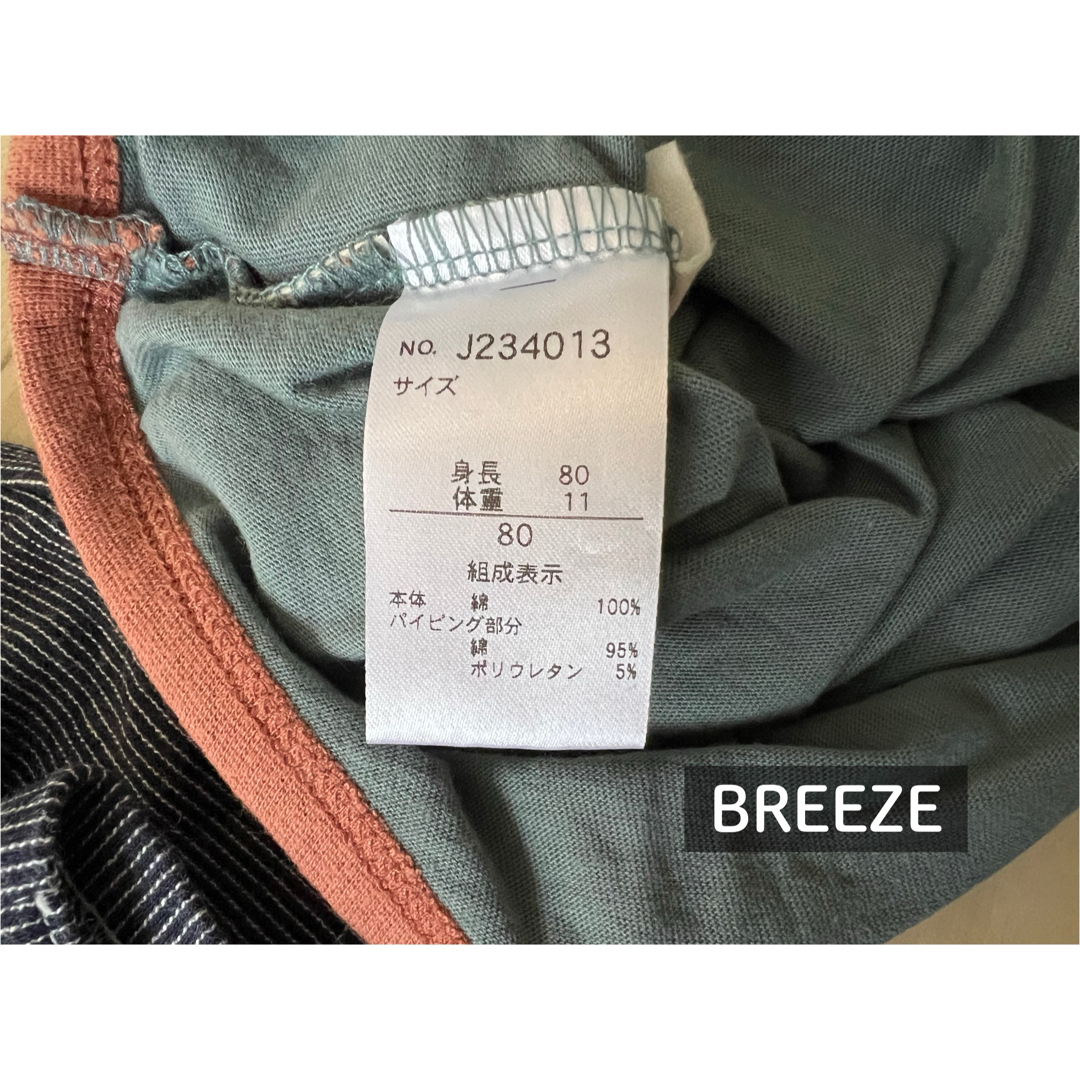 NO. J234013
サイズ
身長 80
体重 11
80
組成表示
本体 綿 100%
パイピング部分
綿 95%
ポリウレタン 5%
BREEZE